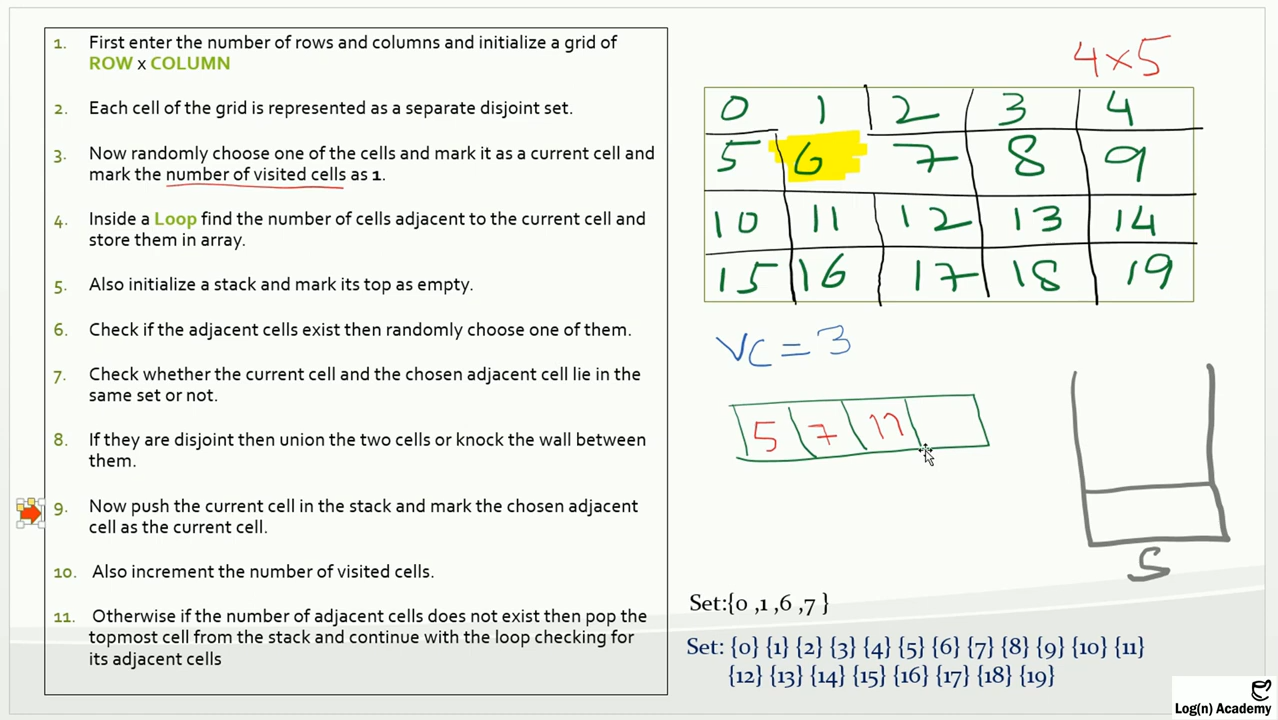 1. First enter the number of rows and columns and initialize a grid of
ROW x COLUMN
2. Each cell of the grid is represented as a separate disjoint set.
3. Now randomly choose one of the cells and mark it as a current cell and
mark the number of visited cells as 1.
4. Inside a Loop find the number of cells adjacent to the current cell and
store them in array.
5. Also initialize a stack and mark its top as empty.
6. Check if the adjacent cells exist then randomly choose one of them.
7. Check whether the current cell and the chosen adjacent cell lie in the
same set or not.
8. If they are disjoint then union the two cells or knock the wall between
them.
9. Now push the current cell in the stack and mark the chosen adjacent
cell as the current cell.
10. Also increment the number of visited cells.
11. Otherwise if the number of adjacent cells does not exist then pop the
topmost cell from the stack and continue with the loop checking for
its adjacent cells
4x5
0 1 2 3 4
5 6 7 8 9
10 11 12 13 14
15 16 17 18 19
VC = 3
5 7 11
S
Set:{0 ,1 ,6 ,7 }
Set: {0} {1} {2} {3} {4} {5} {6} {7} {8} {9} {10} {11}
{12} {13} {14} {15} {16} {17} {18} {19}
Log(n) Academy